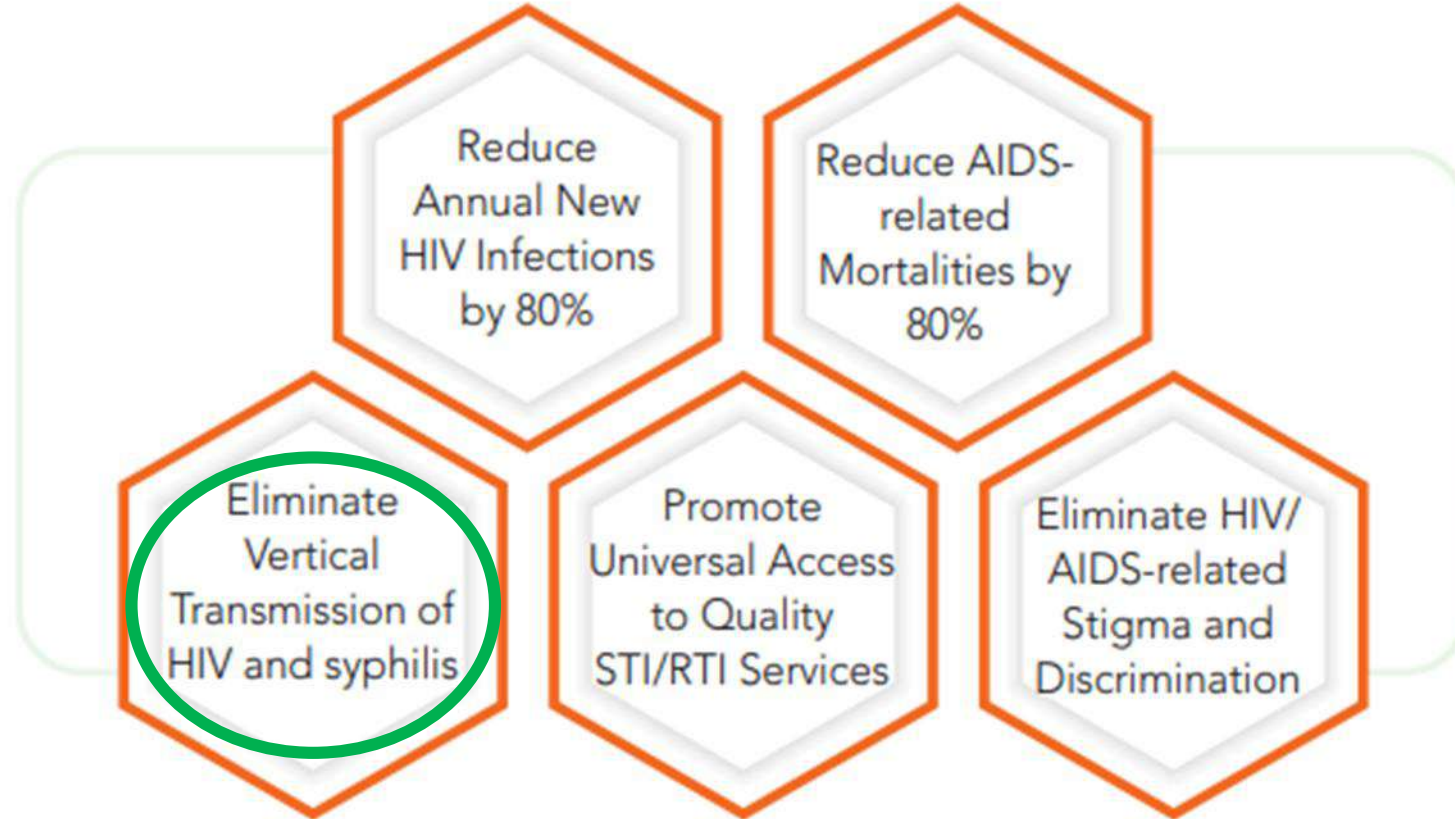 Reduce
Annual New
HIV Infections
by 80%
Reduce AIDS-
related
Mortalities by
80%
Eliminate
Vertical
Transmission of
HIV and syphilis
Promote
Universal Access
to Quality
STI/RTI Services
Eliminate HIV/
AIDS-related
Stigma and
Discrimination